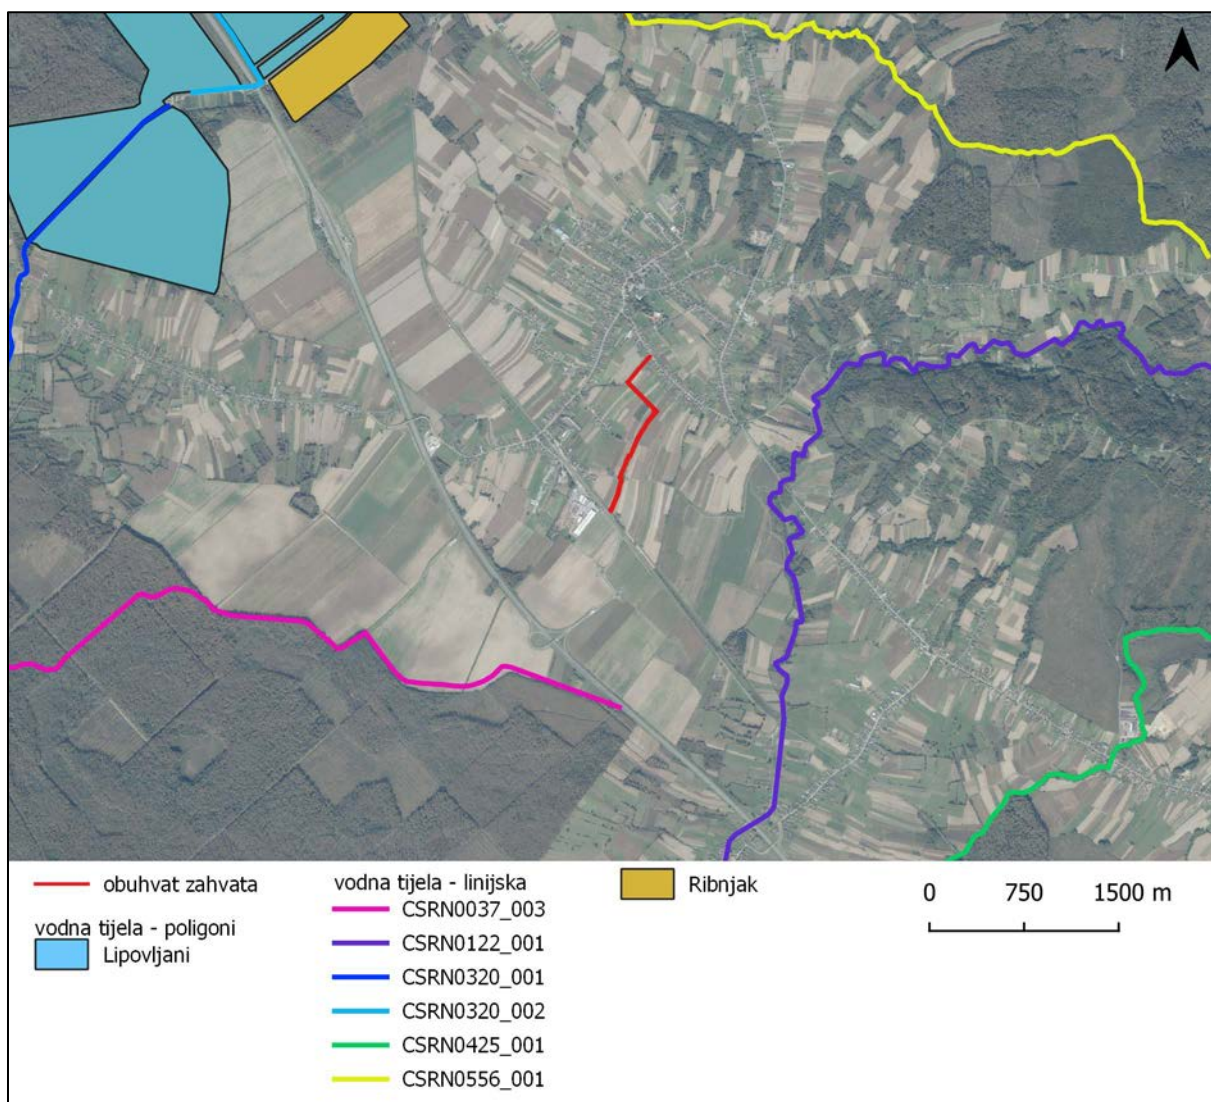 obuhvat zahvata
vodna tijela - poligoni
Lipovljani
vodna tijela - linijska
CSRN0037_003
CSRN0122_001
CSRN0320_001
CSRN0320_002
CSRN0425_001
CSRN0556_001
Ribnjak
0 750 1500 m